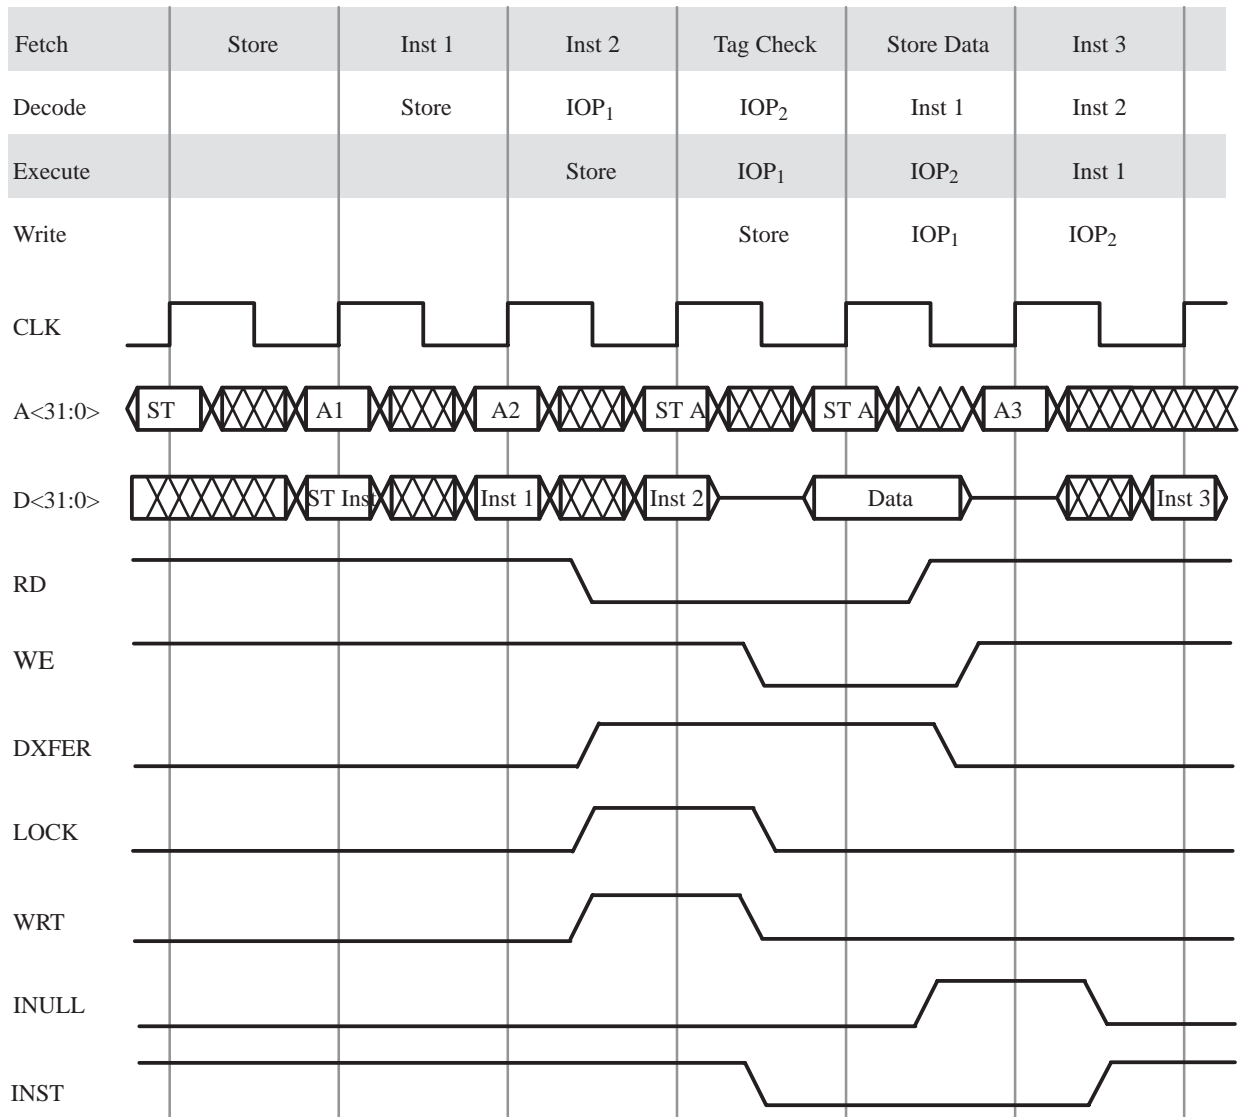 Fetch Store Inst 1 Inst 2 Tag Check Store Data Inst 3
Decode Store IOP1 IOP2 Inst 1 Inst 2
Execute Store IOP1 IOP2 Inst 1
Write Store IOP1 IOP2
CLK
A<31:0> ST A1 A2 ST A ST A A3
D<31:0> ST Inst Inst 1 Inst 2 Data Inst 3
RD
WE
DXFER
LOCK
WRT
INULL
INST